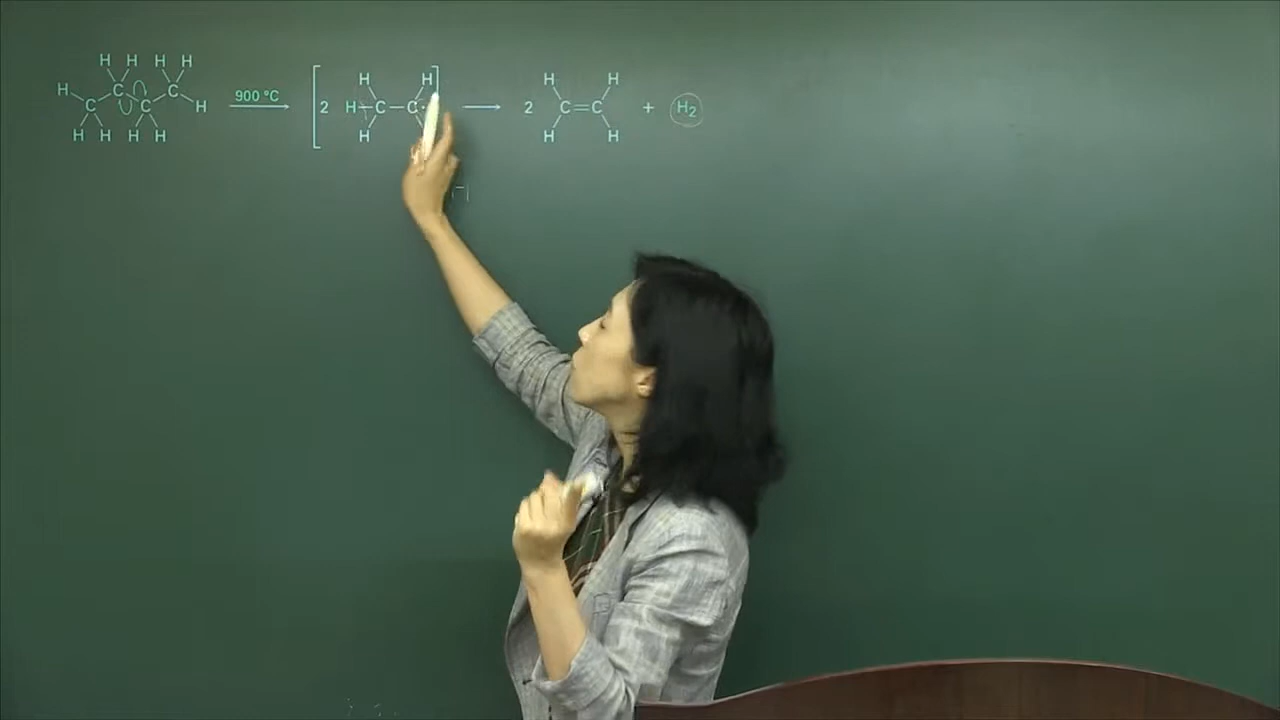 H H H H
H C C 900 °C [ 2 H H ] H H
C C H H C C C C
H H H H H 2 H H + H₂